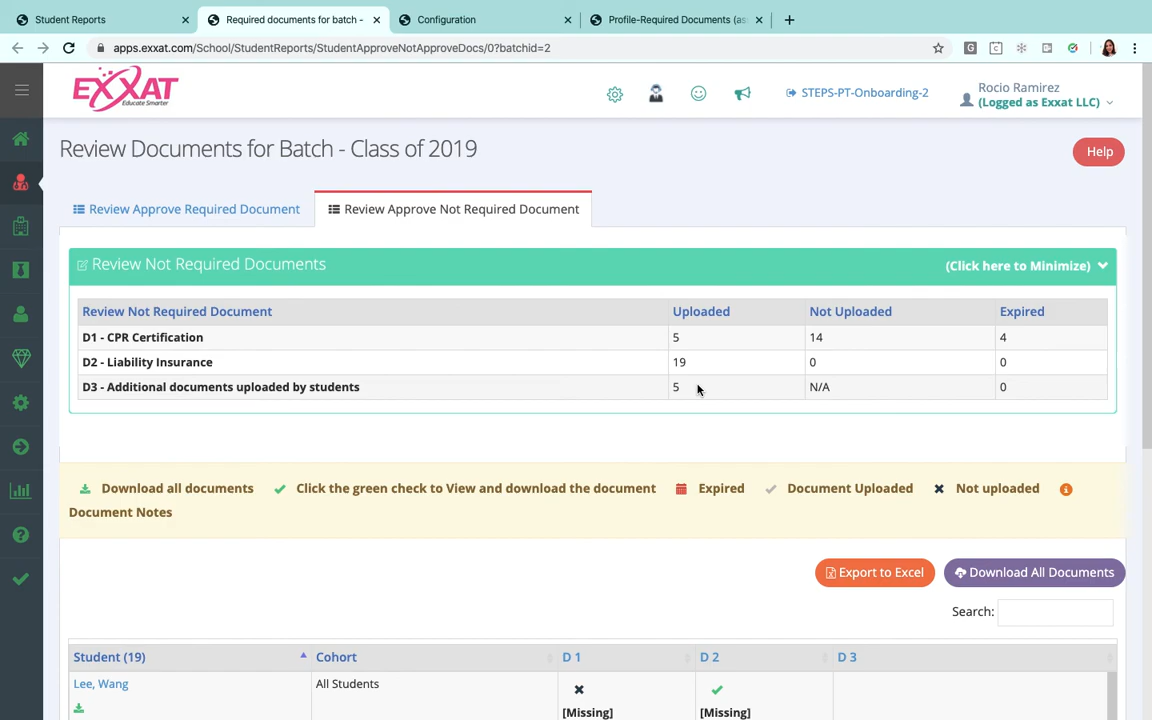 Student Reports
Required documents for batch -
Configuration
Profile-Required Documents (as
apps.exxat.com/School/StudentReports/StudentApproveNotApproveDocs/0?batchid=2
EXXAT
Educate Smarter
STEPS-PT-Onboarding-2
Rocio Ramirez
(Logged as Exxat LLC)
Review Documents for Batch - Class of 2019
Help
Review Approve Required Document
Review Approve Not Required Document
Review Not Required Documents
(Click here to Minimize)
Review Not Required Document Uploaded Not Uploaded Expired
D1 - CPR Certification 5 14 4
D2 - Liability Insurance 19 0 0
D3 - Additional documents uploaded by students 5 N/A 0
Download all documents Click the green check to View and download the document Expired Document Uploaded Not uploaded
Document Notes
Export to Excel
Download All Documents
Search:
Student (19) Cohort D 1 D 2 D 3
Lee, Wang All Students
[Missing] [Missing]